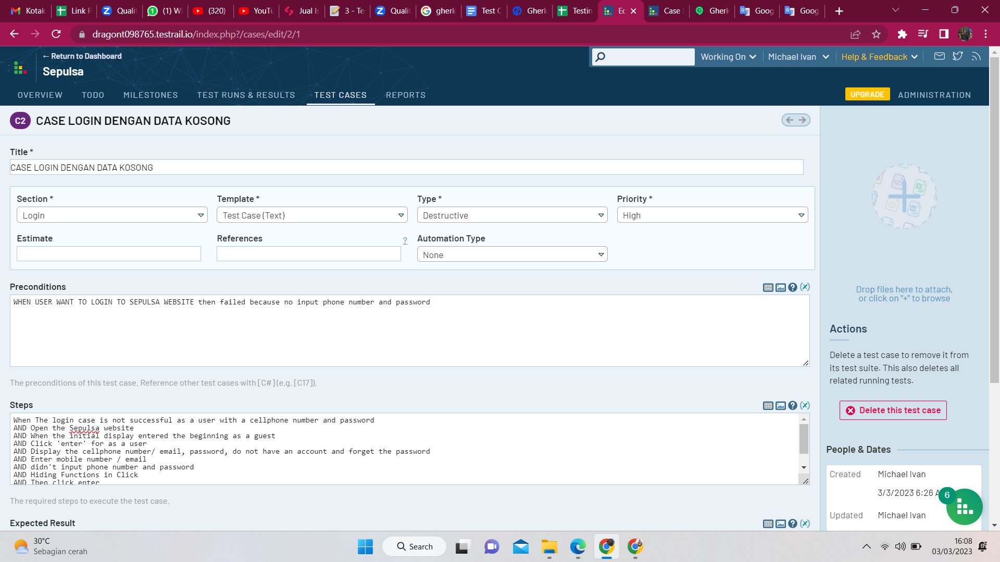 Kotak
Link R
Qualit
(1) W
(320)
YouTu
Jual Is
3 - Te
Qualit
gherk
Test C
Gherk
Testin
Ec
Case
Gherk
Goog
Goog
dragont098765.testrail.io/index.php?/cases/edit/2/1
← Return to Dashboard
Sepulsa
Working On
Michael Ivan
Help & Feedback
OVERVIEW
TODO
MILESTONES
TEST RUNS & RESULTS
TEST CASES
REPORTS
UPGRADE
ADMINISTRATION
C2
CASE LOGIN DENGAN DATA KOSONG
Title *
CASE LOGIN DENGAN DATA KOSONG
Section *
Template *
Type *
Priority *
Login
Test Case (Text)
Destructive
High
Estimate
References
?
Automation Type
None
Preconditions
WHEN USER WANT TO LOGIN TO SEPULSA WEBSITE then failed because no input phone number and password
The preconditions of this test case. Reference other test cases with [C#] (e.g. [C17]).
Steps
When The login case is not successful as a user with a cellphone number and password
AND Open the Sepulsa website
AND When the initial display entered the beginning as a guest
AND Click 'enter' for as a user
AND Display the cellphone number/ email, password, do not have an account and forget the password
AND Enter mobile number / email
AND didn't input phone number and password
AND Hiding Functions in Click
AND Then click enter
The required steps to execute the test case.
Expected Result
Drop files here to attach,
or click on "+" to browse
Actions
Delete a test case to remove it from
its test suite. This also deletes all
related running tests.
Delete this test case
People & Dates
Created
Michael Ivan
3/3/2023 6:26 A
Updated
Michael Ivan
6
30°C
Sebagian cerah
Search
16:08
03/03/2023